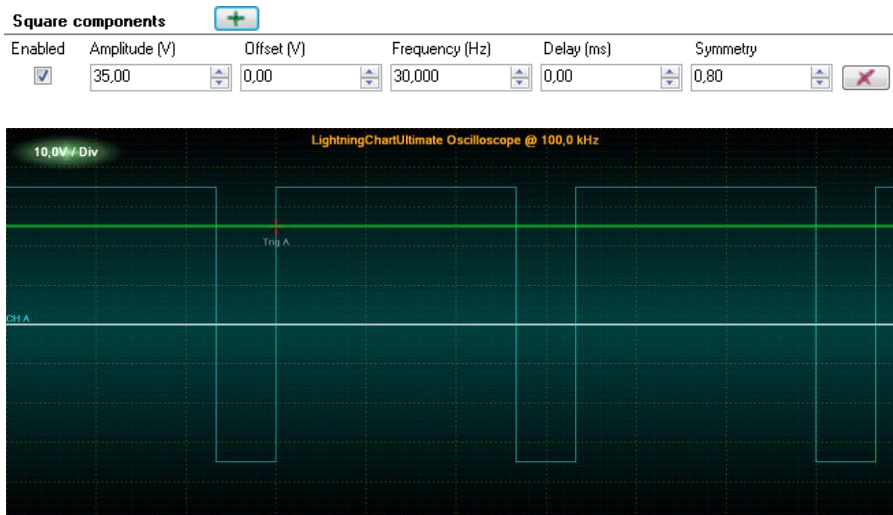 Square components
Enabled Amplitude (V) Offset (V) Frequency (Hz) Delay (ms) Symmetry
35,00 0,00 30,000 0,00 0,80
LightningChartUltimate Oscilloscope @ 100,0 kHz
10,0V / Div
Trig A
CH A